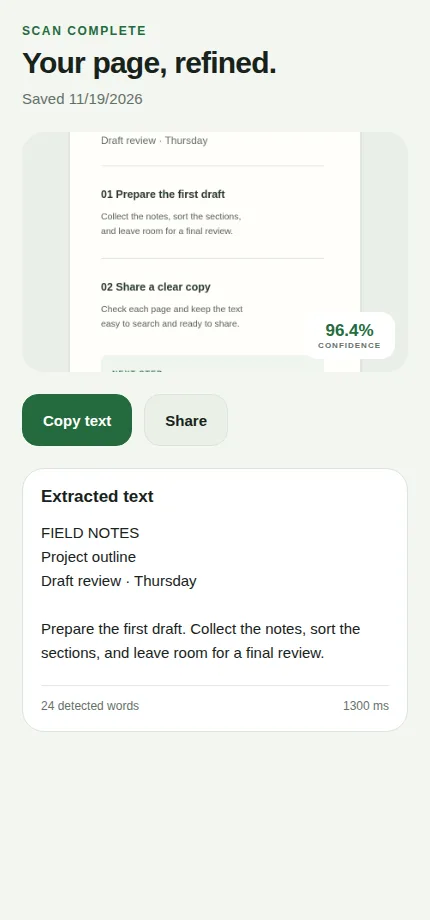 SCAN COMPLETE
Your page, refined.
Saved 11/19/2026
Draft review · Thursday
01 Prepare the first draft
Collect the notes, sort the sections,
and leave room for a final review.
02 Share a clear copy
Check each page and keep the text
easy to search and ready to share.
96.4%
CONFIDENCE
Copy text
Share
Extracted text
FIELD NOTES
Project outline
Draft review · Thursday
Prepare the first draft. Collect the notes, sort the
sections, and leave room for a final review.
24 detected words
1300 ms